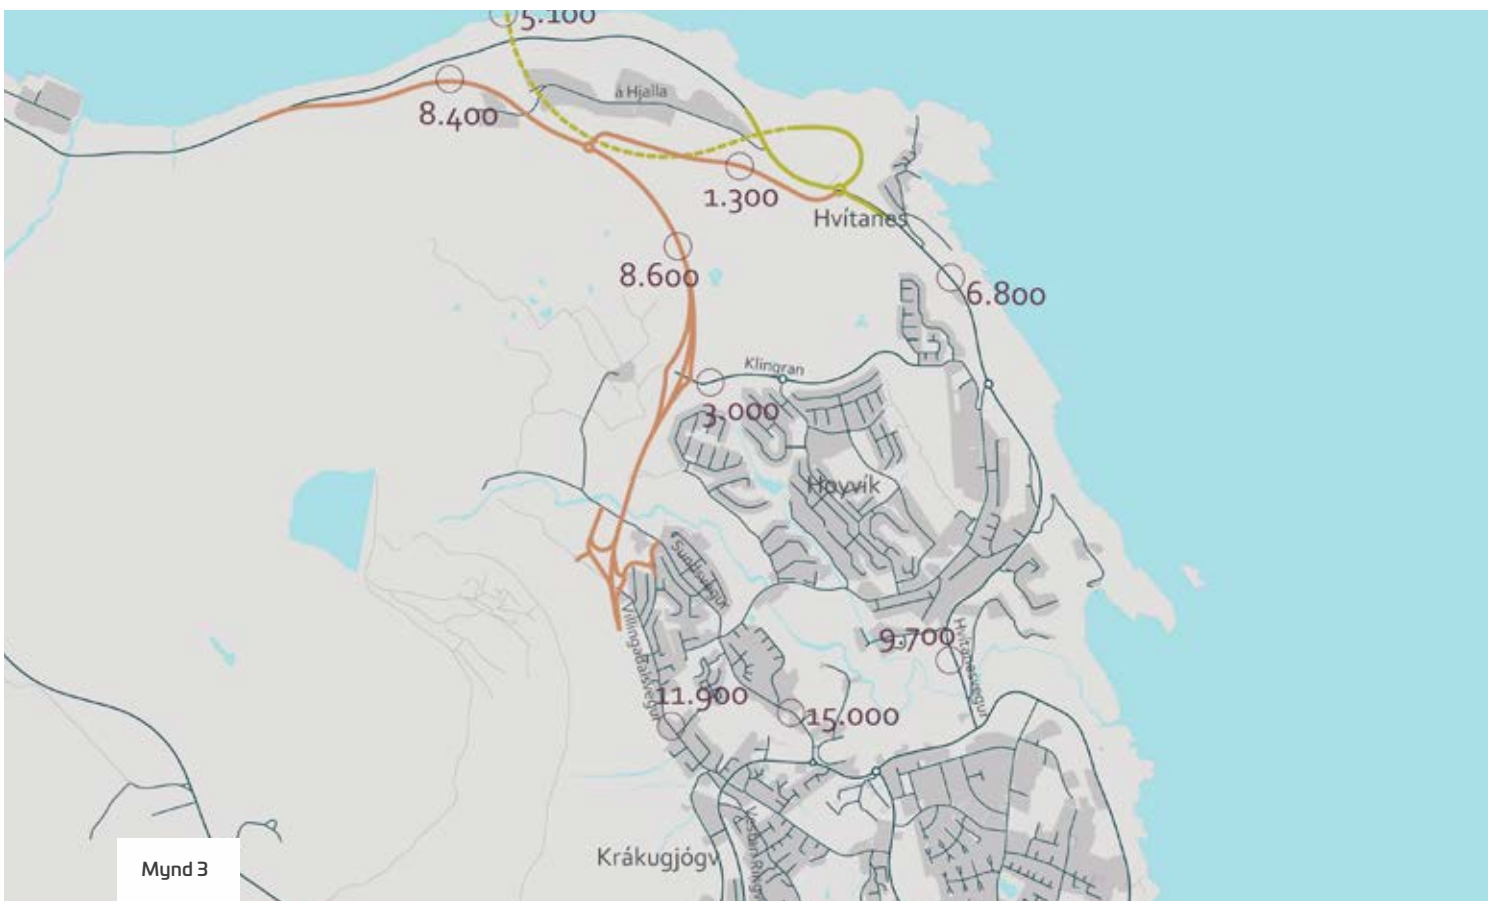 5.100
á Hjalla
8.400
1.300
Hvítanes
8.600
6.800
Klingran
3.000
Hoyvík
Sundsvegur
Villingadalsvegur
9.700
Hvítanesvegur
11.900
15.000
Krákugjógv
Mynd 3